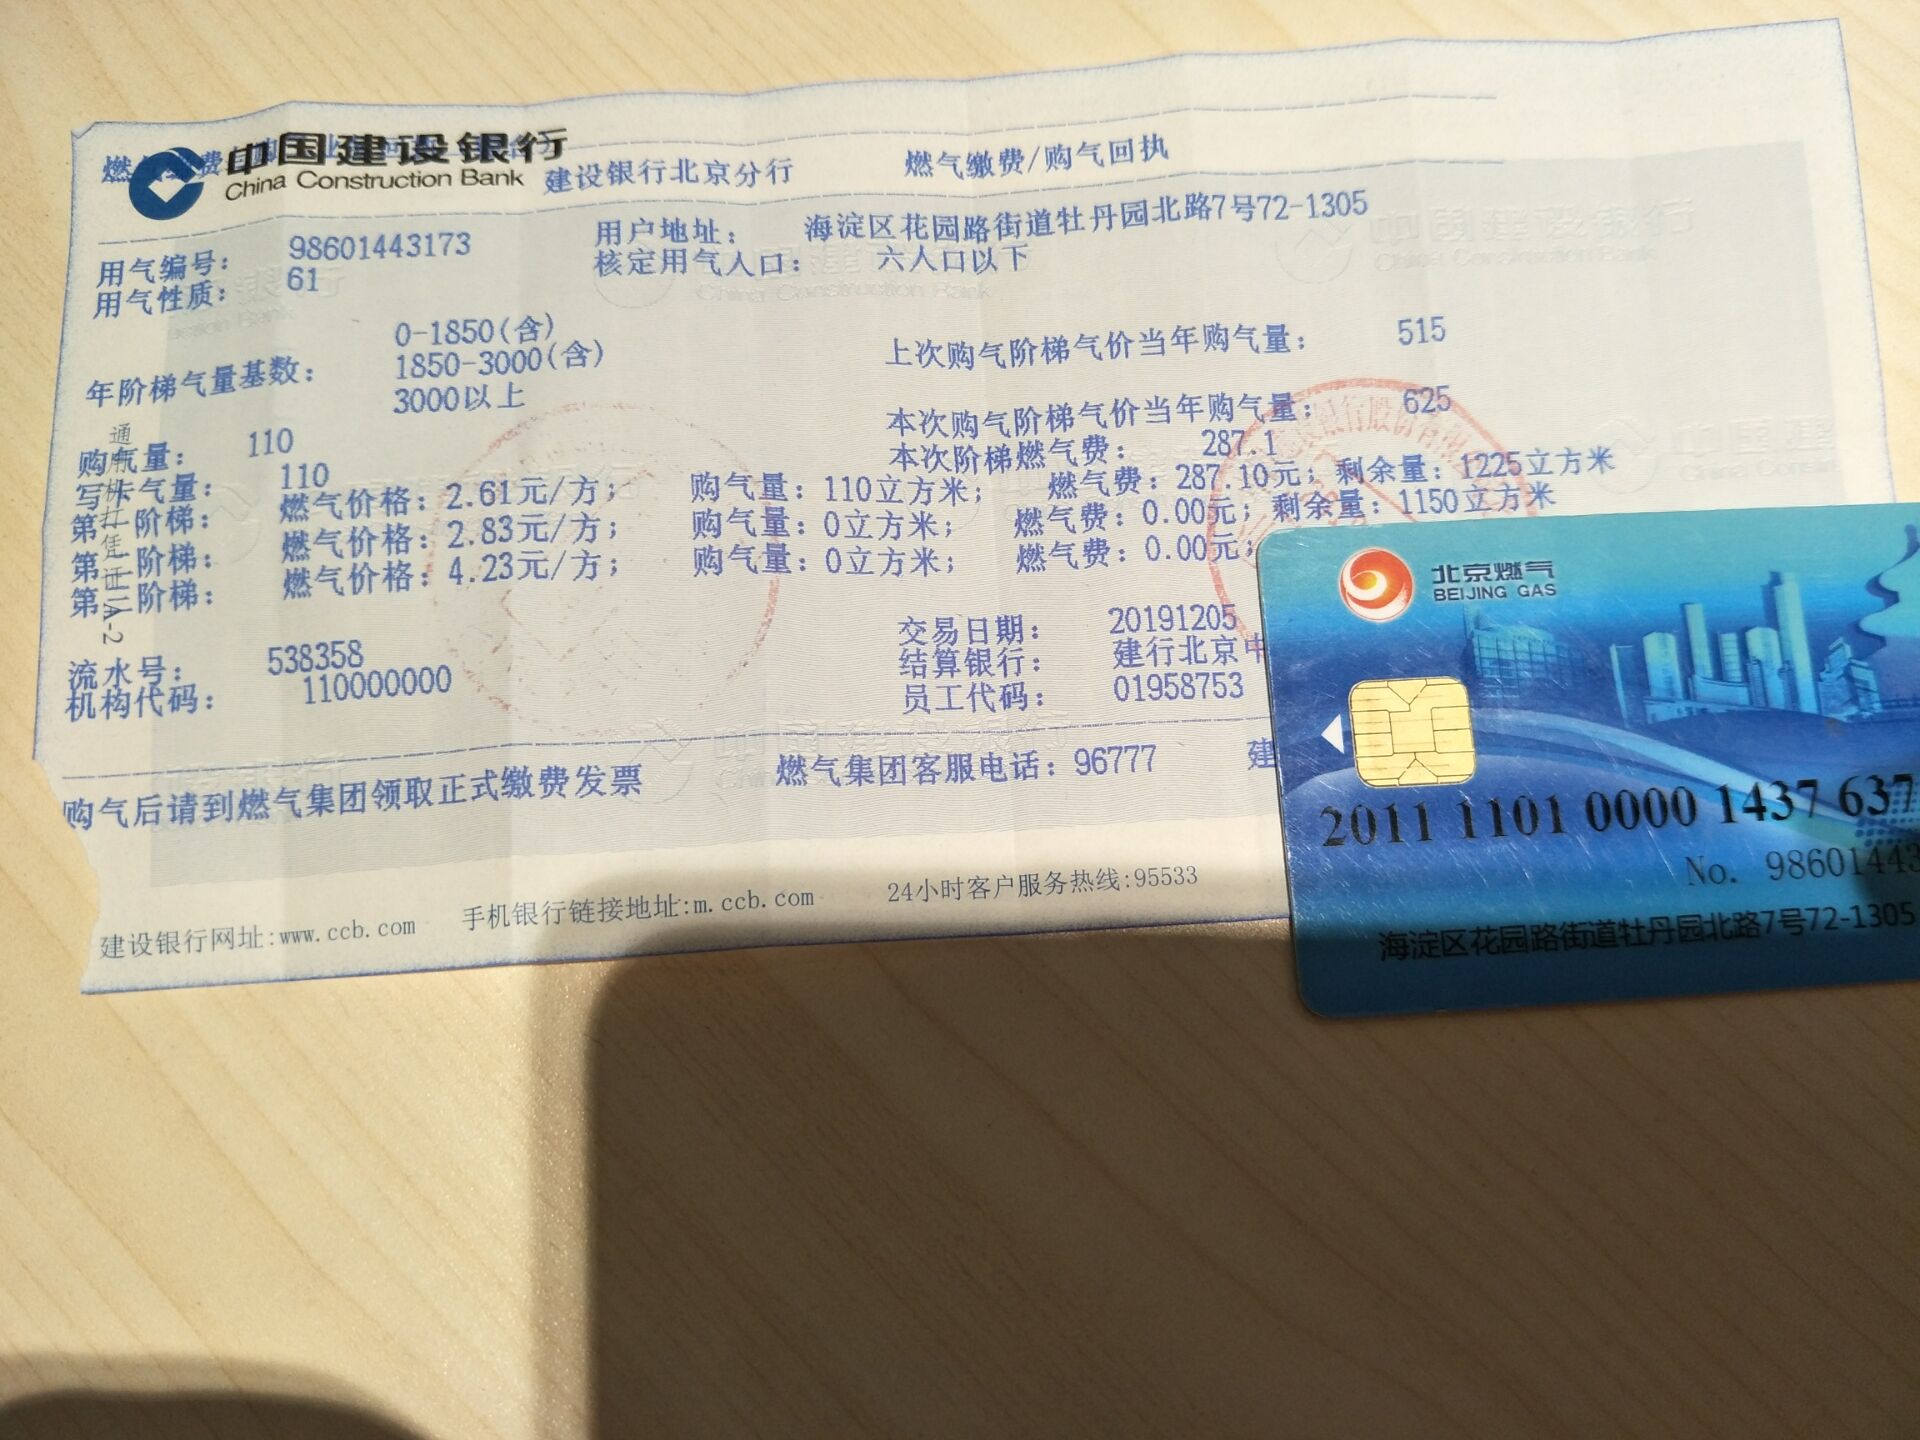 中国建设银行
China Construction Bank
建设银行北京分行
燃气缴费/购气回执
用气编号： 98601443173 用户地址： 海淀区花园路街道牡丹园北路7号72-1305
用气性质： 61 核定用气人口： 六人口以下
0-1850(含)
年阶梯气量基数： 1850-3000(含) 上次购气阶梯气价当年购气量： 515
3000以上
本次购气阶梯气价当年购气量： 625
购气量： 110 本次阶梯燃气费： 287.1
写卡气量： 110
第一阶梯： 燃气价格：2.61元/方； 购气量：110立方米； 燃气费：287.10元；剩余量：1225立方米
第二阶梯： 燃气价格：2.83元/方； 购气量：0立方米； 燃气费：0.00元；剩余量：1150立方米
第三阶梯： 燃气价格：4.23元/方； 购气量：0立方米； 燃气费：0.00元；
交易日期： 20191205
流水号： 538358 结算银行： 建行北京中
机构代码： 110000000 员工代码： 01958753
购气后请到燃气集团领取正式缴费发票 燃气集团客服电话：96777 建
建设银行网址:www.ccb.com 手机银行链接地址:m.ccb.com 24小时客户服务热线:95533
北京燃气
BEIJING GAS
2011 1101 0000 1437 637
No. 98601443
海淀区花园路街道牡丹园北路7号72-1305